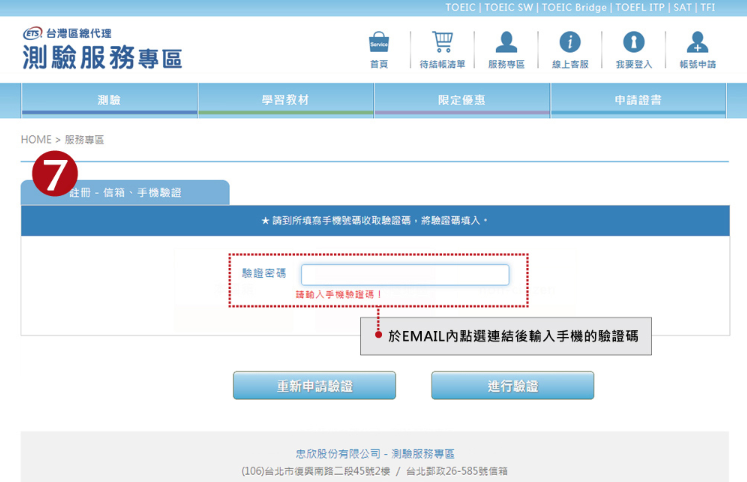 TOEIC | TOEIC SW | TOEIC Bridge | TOEFL ITP | SAT | TFI
ETS 台灣區總代理
測驗服務專區
Service
首頁
待結帳清單
服務專區
線上客服
我要登入
帳號申請
測驗
學習教材
限定優惠
申請證書
HOME > 服務專區
7
註冊 - 信箱、手機驗證
★ 請到所填寫手機號碼收取驗證碼，將驗證碼填入。
驗證密碼
請輸入手機驗證碼！
於EMAIL內點選連結後輸入手機的驗證碼
重新申請驗證
進行驗證
忠欣股份有限公司 - 測驗服務專區
(106)台北市復興南路二段45號2樓 / 台北郵政26-585號信箱